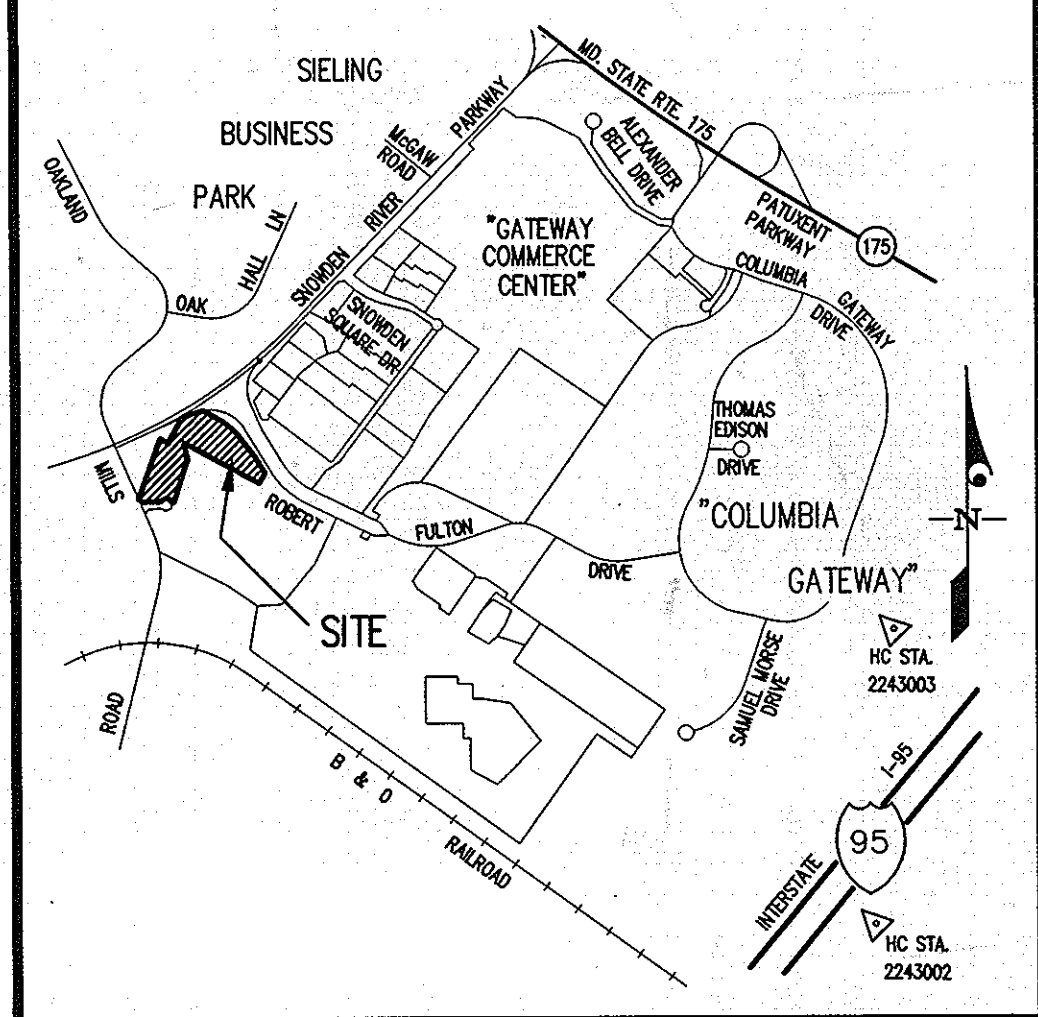 SIELING
BUSINESS
PARK
MD. STATE RTE. 175
PARKWAY
McGAW
ROAD
ALEXANDER
BELL DRIVE
OAKLAND
HALL LN
RIVER
"GATEWAY
COMMERCE
CENTER"
PATUXENT
PARKWAY
175
COLUMBIA
GATEWAY
DRIVE
OAK
SNOWDEN
SNOWDEN
SQUARE DR
THOMAS
EDISON
DRIVE
MILLS
ROBERT
FULTON
DRIVE
"COLUMBIA
GATEWAY"
N
SITE
HC STA.
2243003
SAMUEL MORSE
DRIVE
ROAD
B & O
RAILROAD
I-95
95
INTERSTATE
HC STA.
2243002